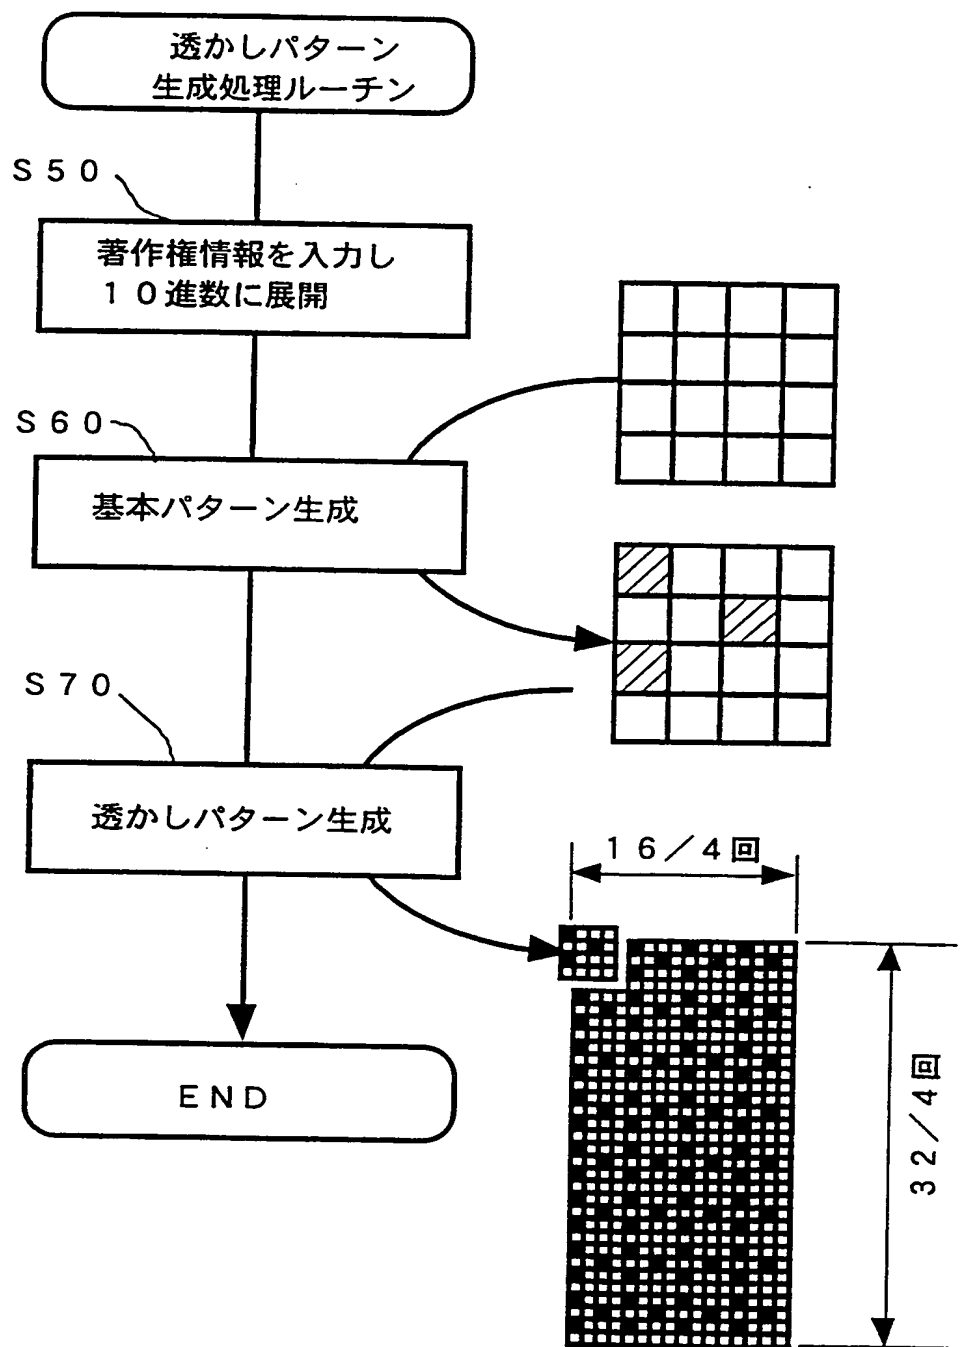 透かしパターン
生成処理ルーチン
S50
著作権情報を入力し
10進数に展開
S60
基本パターン生成
S70
透かしパターン生成
16/4回
32/4回
END